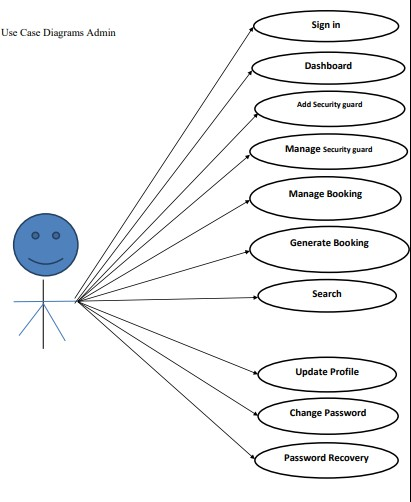 Sign in
Use Case Diagrams Admin
Dashboard
Add Security guard
Manage Security guard
Manage Booking
Generate Booking
Search
Update Profile
Change Password
Password Recovery